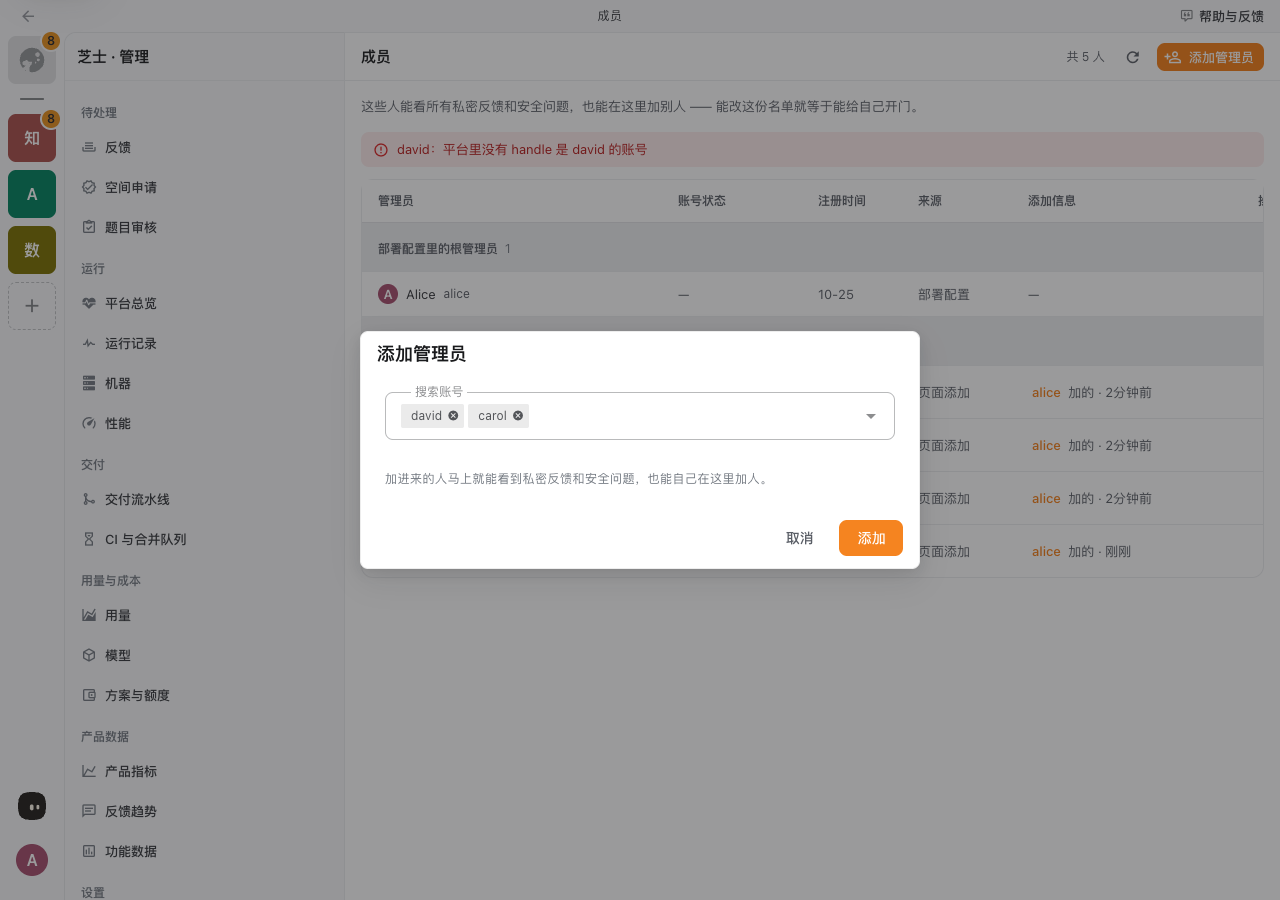 成员
帮助与反馈
8
芝士 · 管理
成员
共 5 人
添加管理员
待处理
这些人能看所有私密反馈和安全问题，也能在这里加别人 —— 能改这份名单就等于能给自己开门。
8
知
反馈
david：平台里没有 handle 是 david 的账号
空间申请
A
管理员
账号状态
注册时间
来源
添加信息
题目审核
数
部署配置里的根管理员 1
运行
平台总览
A
Alice alice
—
10-25
部署配置
—
运行记录
添加管理员
机器
搜索账号
david
carol
页面添加
alice 加的 · 2分钟前
性能
页面添加
alice 加的 · 2分钟前
交付
加进来的人马上就能看到私密反馈和安全问题，也能自己在这里加人。
交付流水线
页面添加
alice 加的 · 2分钟前
CI 与合并队列
取消
添加
页面添加
alice 加的 · 刚刚
用量与成本
用量
模型
方案与额度
产品数据
产品指标
反馈趋势
功能数据
A
设置